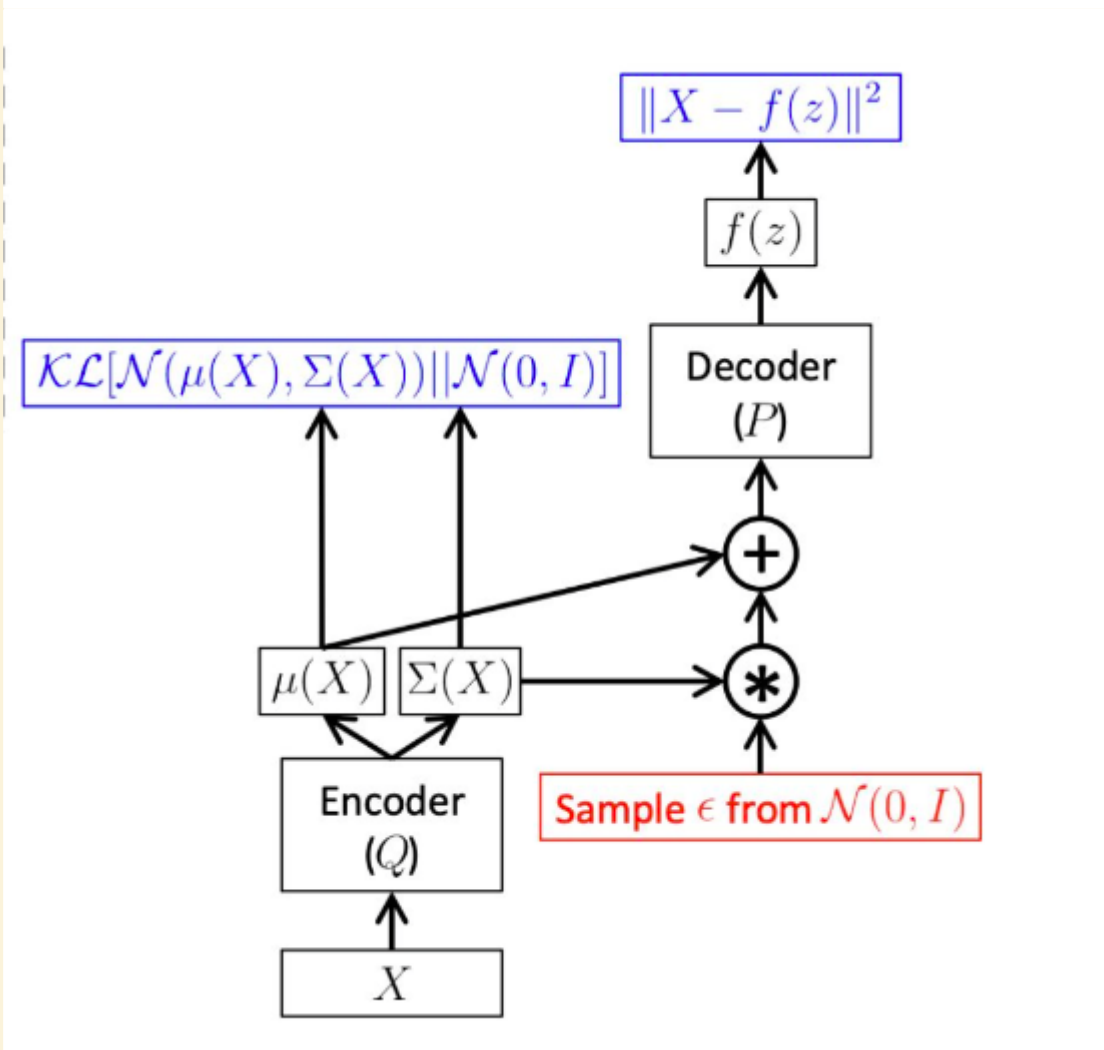 ‖X − f(z)‖²
f(z)
𝒦ℒ[𝒩(μ(X), Σ(X))||𝒩(0, I)]
Decoder
(P)
+
μ(X)
Σ(X)
*
Encoder
(Q)
Sample ϵ from 𝒩(0, I)
X